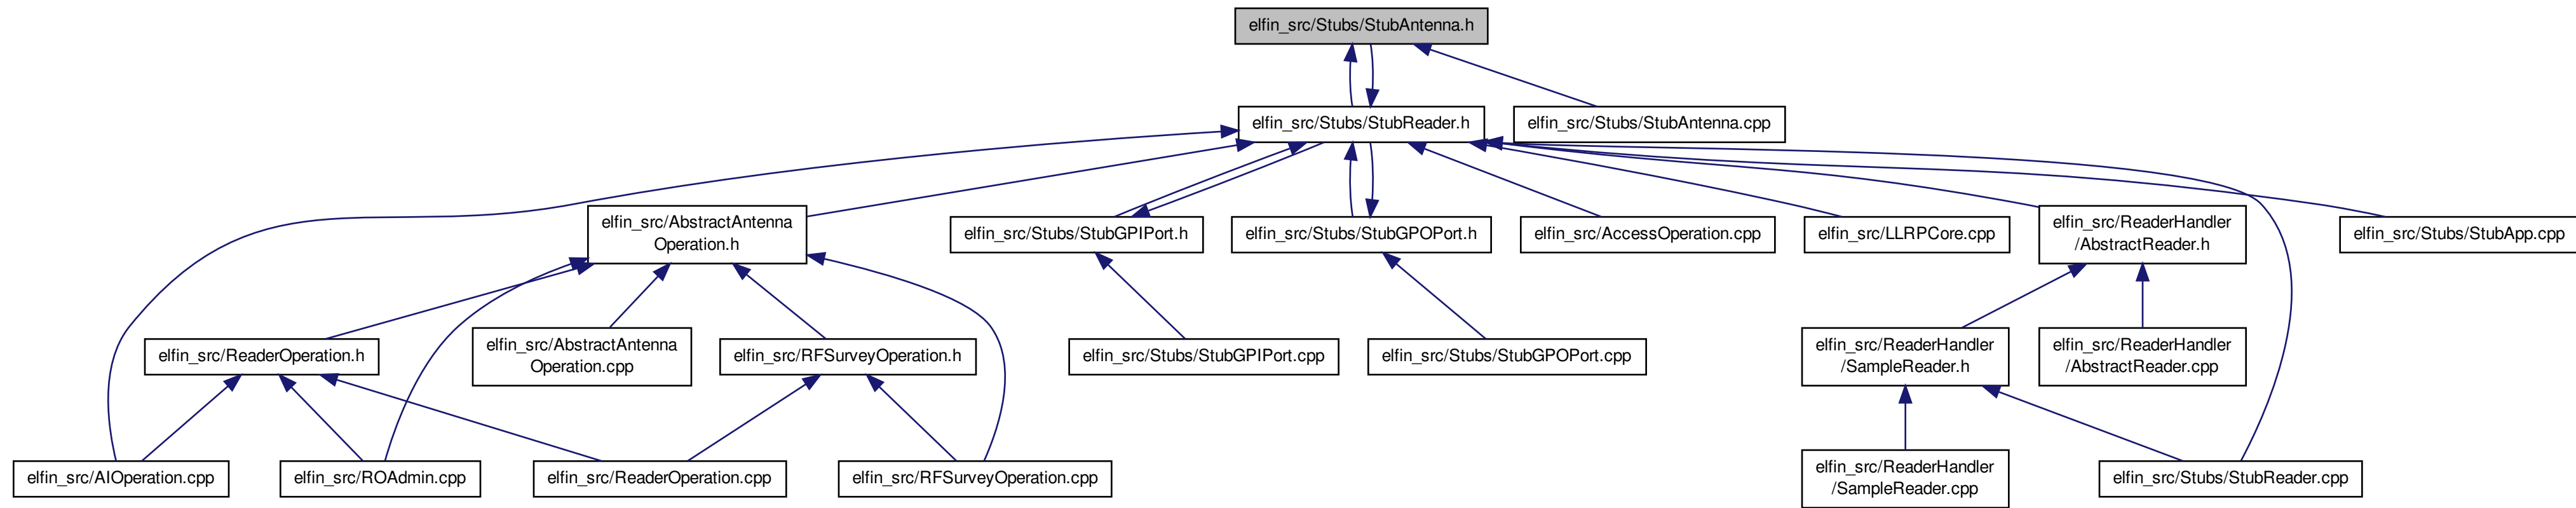 elfin_src/Stubs/StubAntenna.h
elfin_src/Stubs/StubReader.h
elfin_src/Stubs/StubAntenna.cpp
elfin_src/AbstractAntenna
Operation.h
elfin_src/Stubs/StubGPIPort.h
elfin_src/Stubs/StubGPOPort.h
elfin_src/AccessOperation.cpp
elfin_src/LLRPCore.cpp
elfin_src/ReaderHandler
/AbstractReader.h
elfin_src/Stubs/StubApp.cpp
elfin_src/ReaderOperation.h
elfin_src/AbstractAntenna
Operation.cpp
elfin_src/RFSurveyOperation.h
elfin_src/Stubs/StubGPIPort.cpp
elfin_src/Stubs/StubGPOPort.cpp
elfin_src/ReaderHandler
/SampleReader.h
elfin_src/ReaderHandler
/AbstractReader.cpp
elfin_src/AIOperation.cpp
elfin_src/ROAdmin.cpp
elfin_src/ReaderOperation.cpp
elfin_src/RFSurveyOperation.cpp
elfin_src/ReaderHandler
/SampleReader.cpp
elfin_src/Stubs/StubReader.cpp